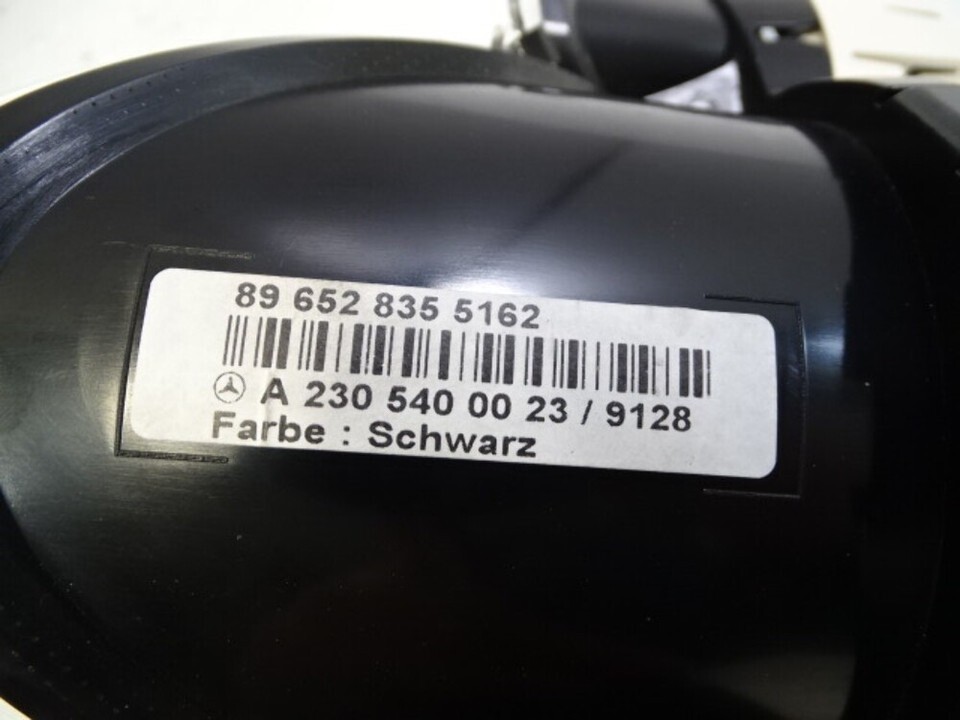 89 652 835 5162
A 230 540 00 23 / 9128
Farbe : Schwarz